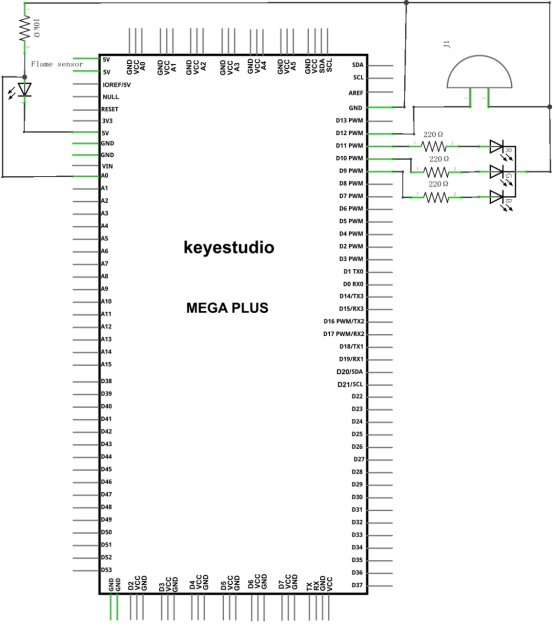 GND
VCC
A0
GND
VCC
A1
GND
VCC
A2
GND
VCC
A3
GND
VCC
A4
GND
VCC
A5
GND
VCC
SDA
SCL
10kΩ
Flame sensor
5V
5V
IOREF/5V
NULL
RESET
3V3
5V
GND
GND
VIN
A0
A1
A2
A3
A4
A5
A6
A7
A8
A9
A10
A11
A12
A13
A14
A15
D38
D39
D40
D41
D42
D43
D44
D45
D46
D47
D48
D49
D50
D51
D52
D53
keyestudio
MEGA PLUS
SDA
SCL
AREF
GND
D13 PWM
D12 PWM
D11 PWM
D10 PWM
D9 PWM
D8 PWM
D7 PWM
D6 PWM
D5 PWM
D4 PWM
D2 PWM
D3 PWM
D1 TX0
D0 RX0
D14/TX3
D15/RX3
D16 PWM/TX2
D17 PWM/RX2
D18/TX1
D19/RX1
D20/SDA
D21/SCL
D22
D23
D24
D25
D26
D27
D28
D29
D30
D31
D32
D33
D34
D35
D36
D37
J1
220 Ω
220 Ω
220 Ω
R
G
B
GND
GND
D2
VCC
GND
D3
VCC
GND
D4
VCC
GND
D5
VCC
GND
D6
VCC
GND
D7
VCC
GND
TX
RX
GND
VCC